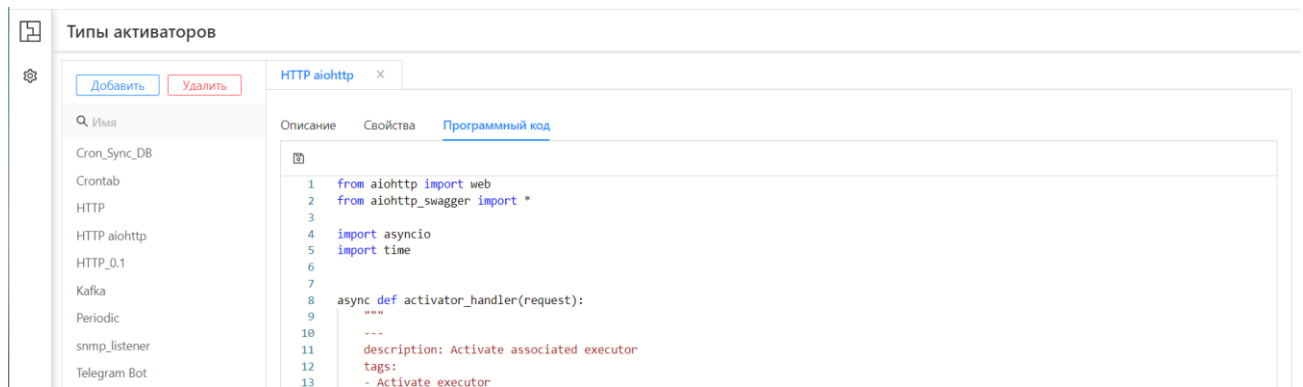 Типы активаторов
Добавить Удалить
Имя
Cron_Sync_DB
Crontab
HTTP
HTTP aiohttp
HTTP_0.1
Kafka
Periodic
snmp_listener
Telegram Bot
HTTP aiohttp
Описание Свойства Программный код
1 from aiohttp import web
2 from aiohttp_swagger import *
3
4 import asyncio
5 import time
6
7
8 async def activator_handler(request):
9 """
10 ---
11 description: Activate associated executor
12 tags:
13 - Activate executor